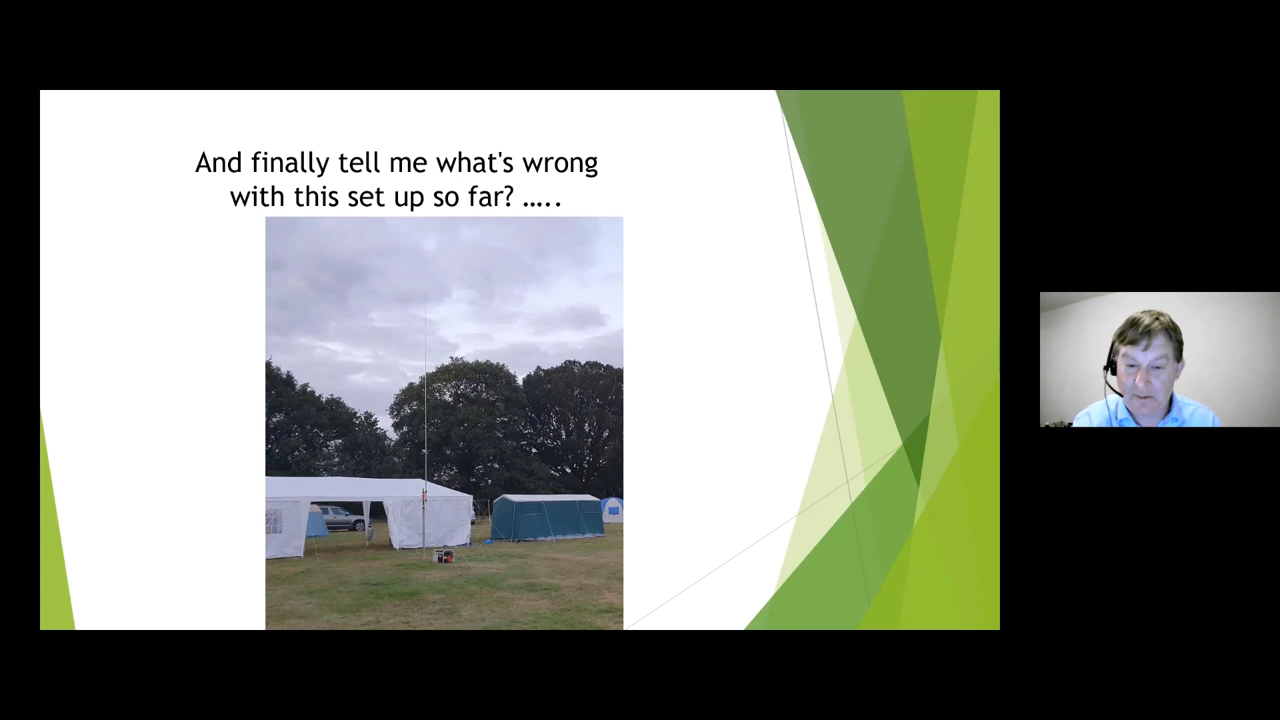 And finally tell me what's wrong
with this set up so far? .....